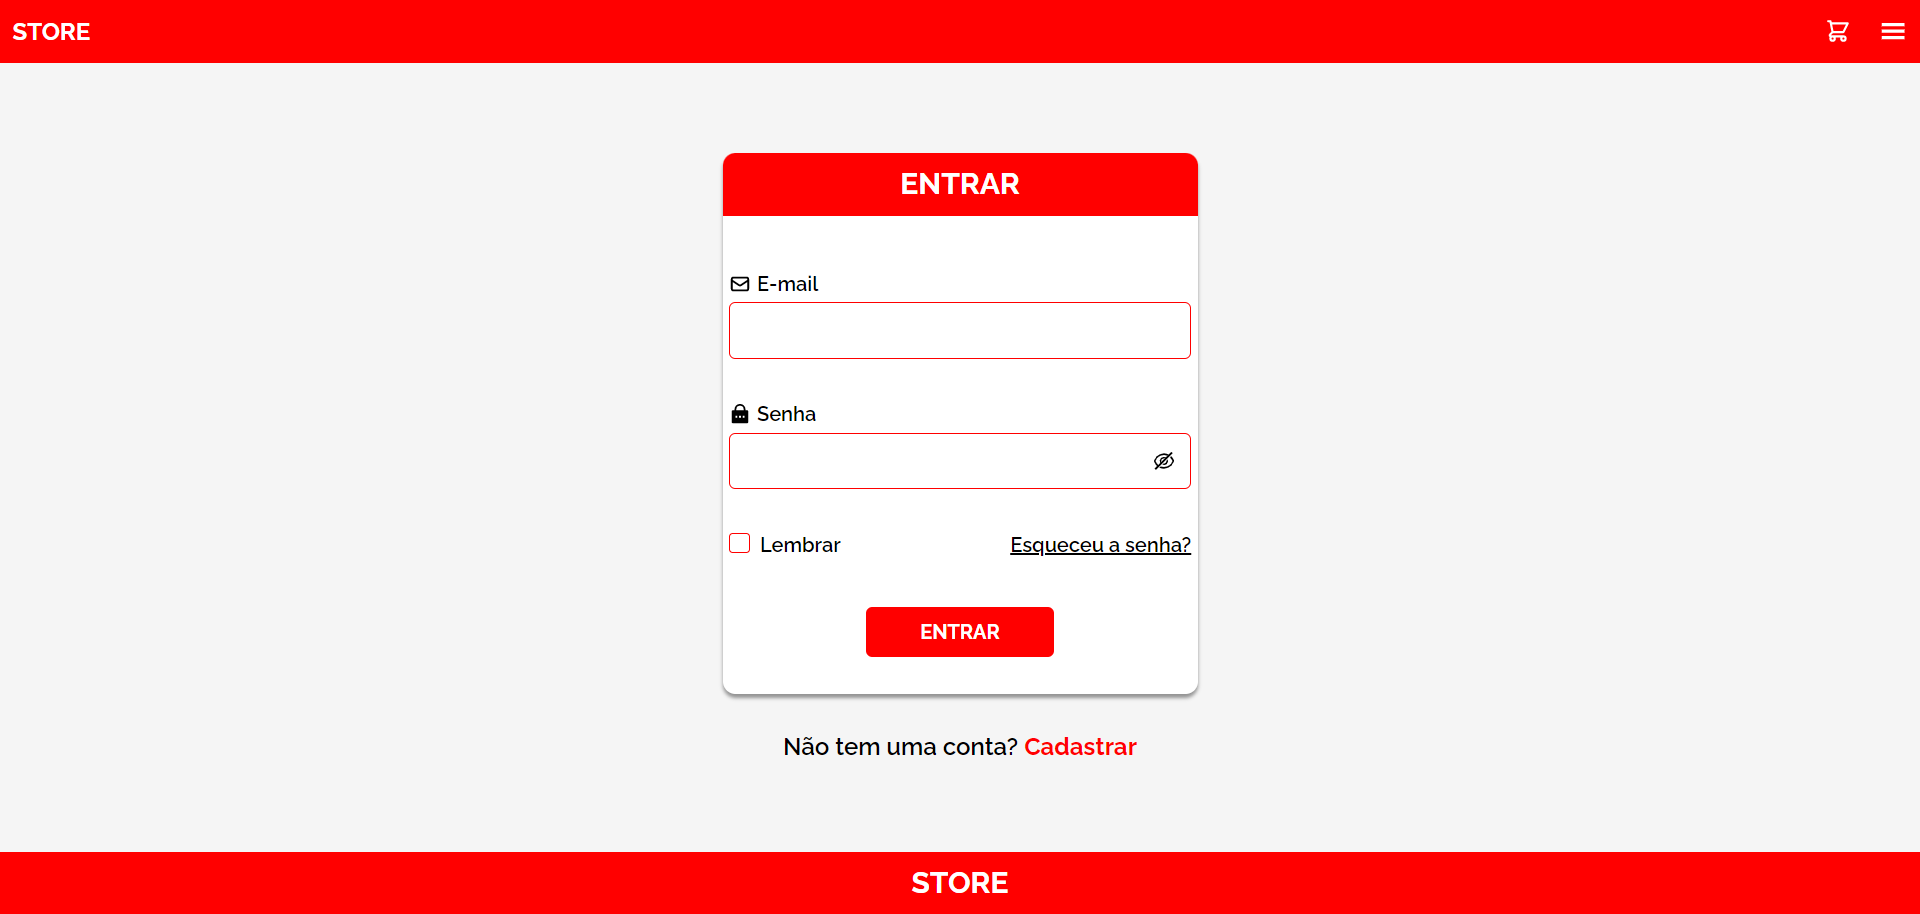 STORE
ENTRAR
E-mail
Senha
Lembrar
Esqueceu a senha?
ENTRAR
Não tem uma conta? Cadastrar
STORE